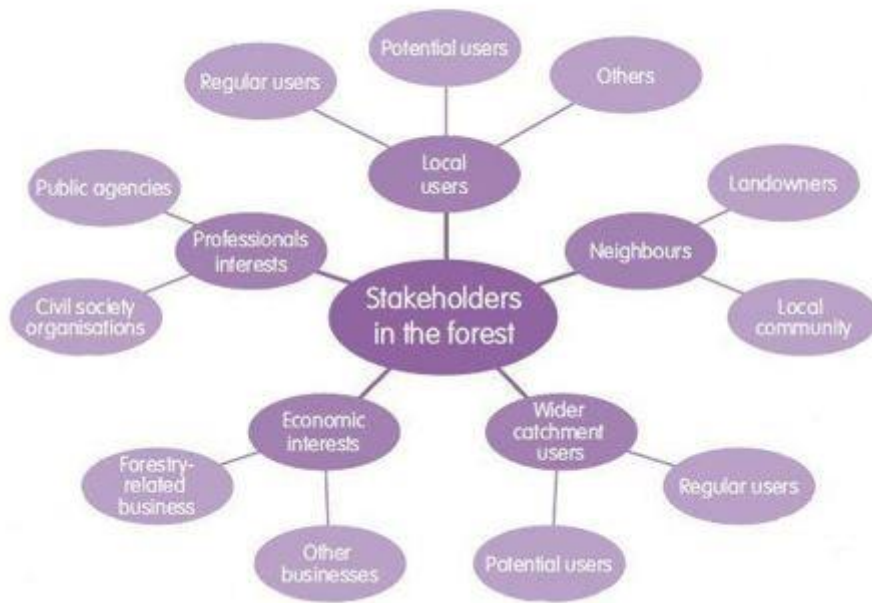 Potential users
Regular users
Others
Local
users
Public agencies
Landowners
Professionals
interests
Neighbours
Civil society
organisations
Stakeholders
in the forest
Local
community
Economic
interests
Wider
catchment
users
Forestry-
related
business
Regular users
Other
businesses
Potential users